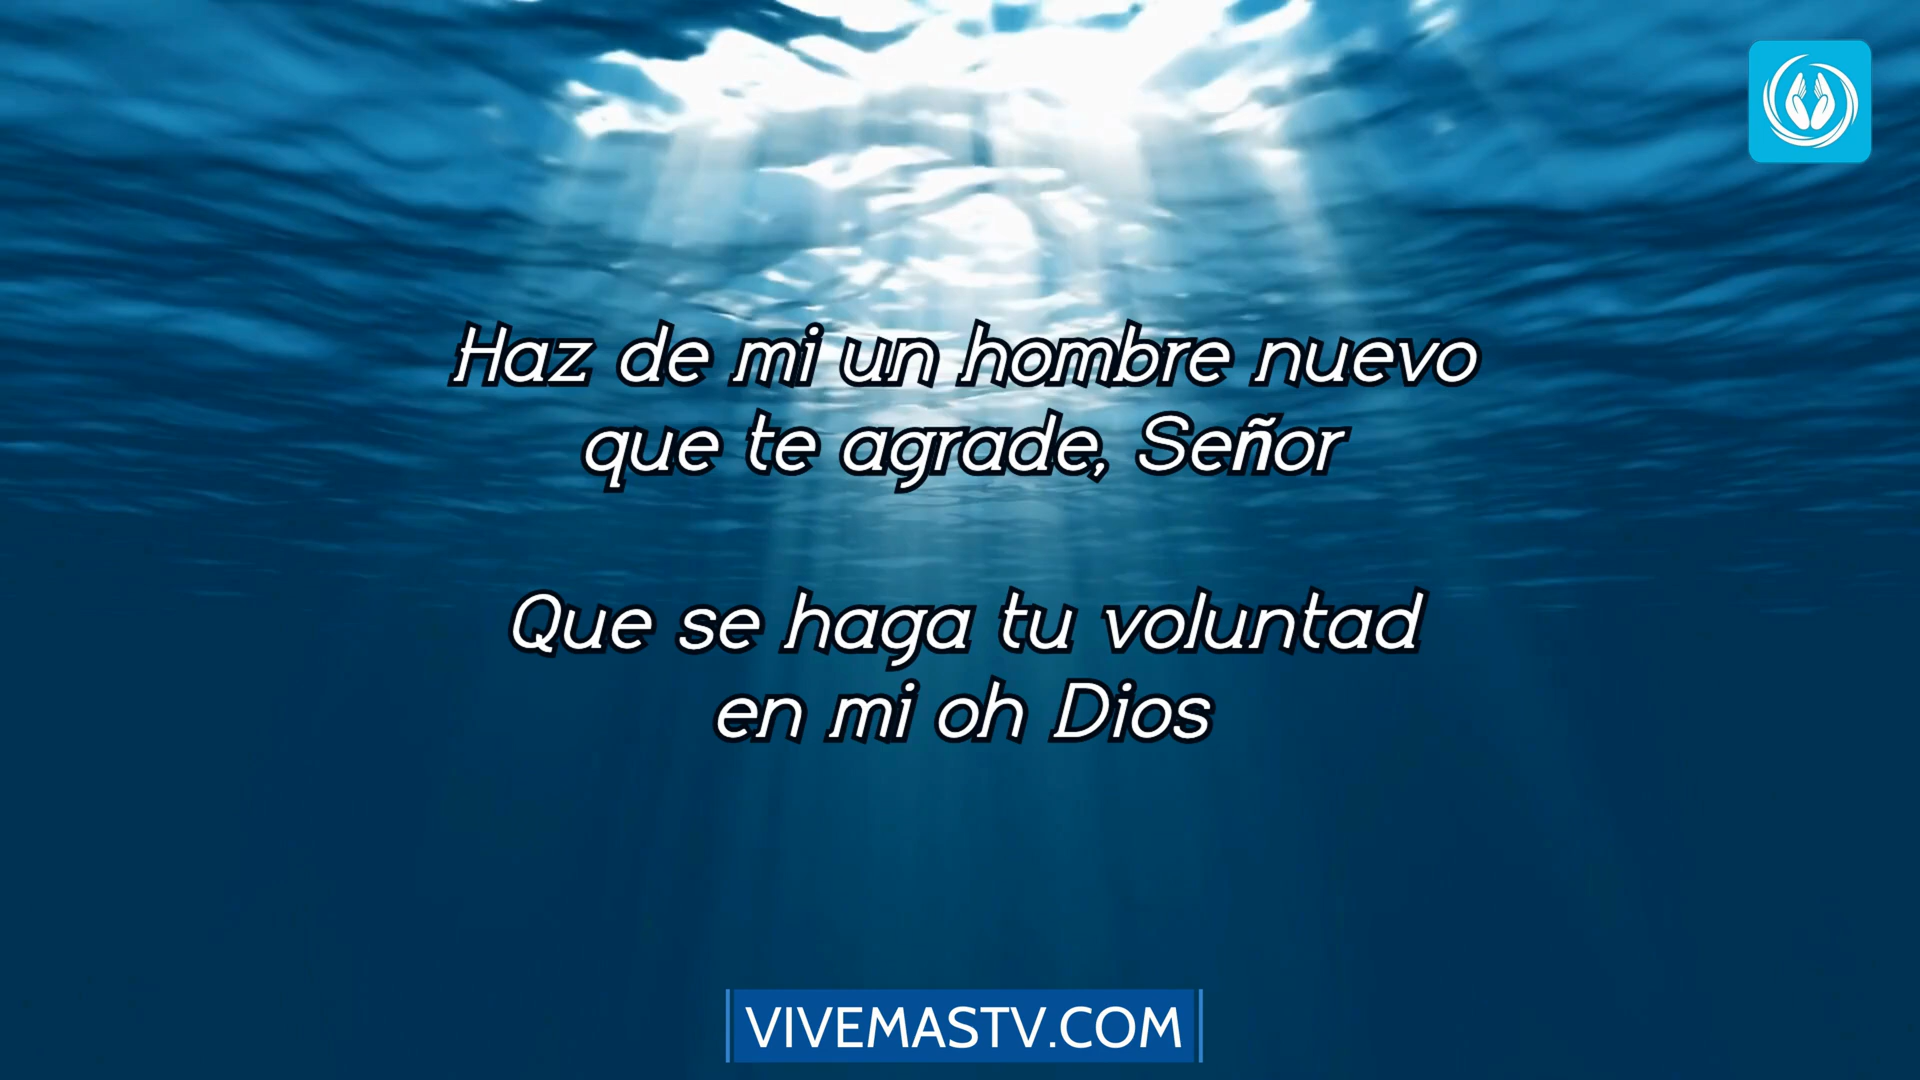 Haz de mi un hombre nuevo
que te agrade, Señor
Que se haga tu voluntad
en mi oh Dios
VIVEMASTV.COM